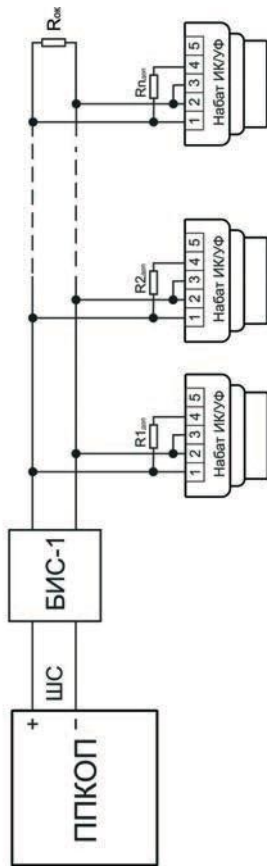 ППКОП
+
−
ШС
БИС-1
Rок
R1доп
1 2 3 4 5
Набат ИК/УФ
R2доп
1 2 3 4 5
Набат ИК/УФ
Rnдоп
1 2 3 4 5
Набат ИК/УФ